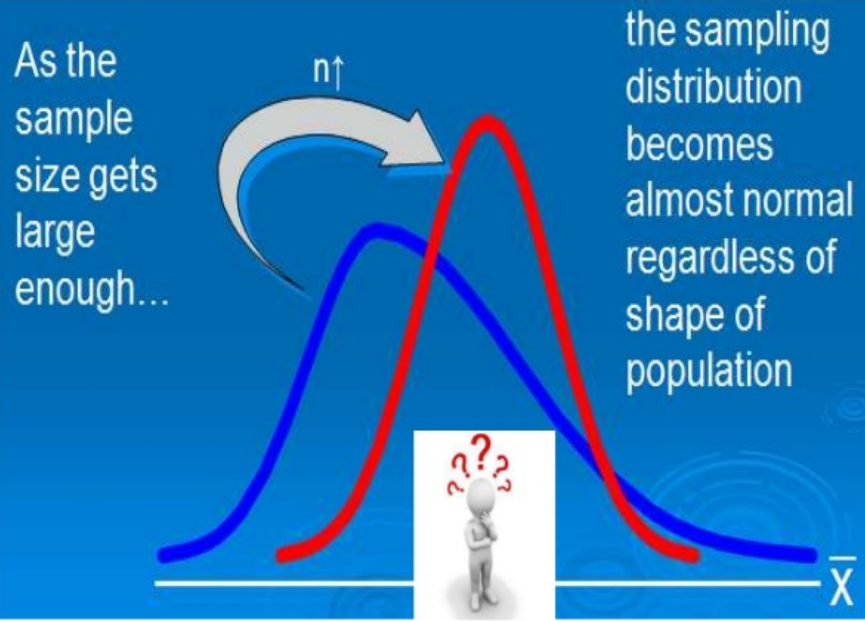 As the
sample
size gets
large
enough…
n↑
the sampling
distribution
becomes
almost normal
regardless of
shape of
population
? ? ? ? ?
X̅